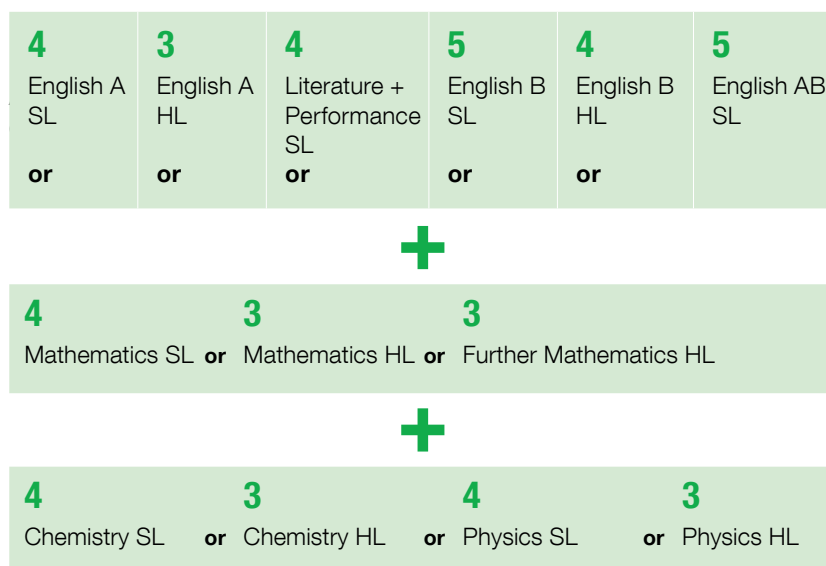 4 3 4 5 4 5
English A English A Literature + English B English B English AB
SL HL Performance SL HL SL
SL
or or or or or
+
4 3 3
Mathematics SL or Mathematics HL or Further Mathematics HL
+
4 3 4 3
Chemistry SL or Chemistry HL or Physics SL or Physics HL